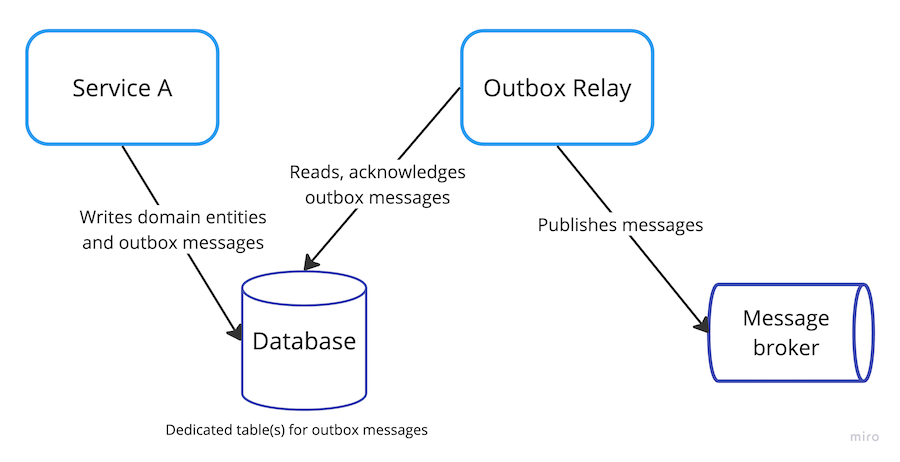 Service A
Outbox Relay
Reads, acknowledges
outbox messages
Writes domain entities
and outbox messages
Publishes messages
Database
Message
broker
Dedicated table(s) for outbox messages
miro